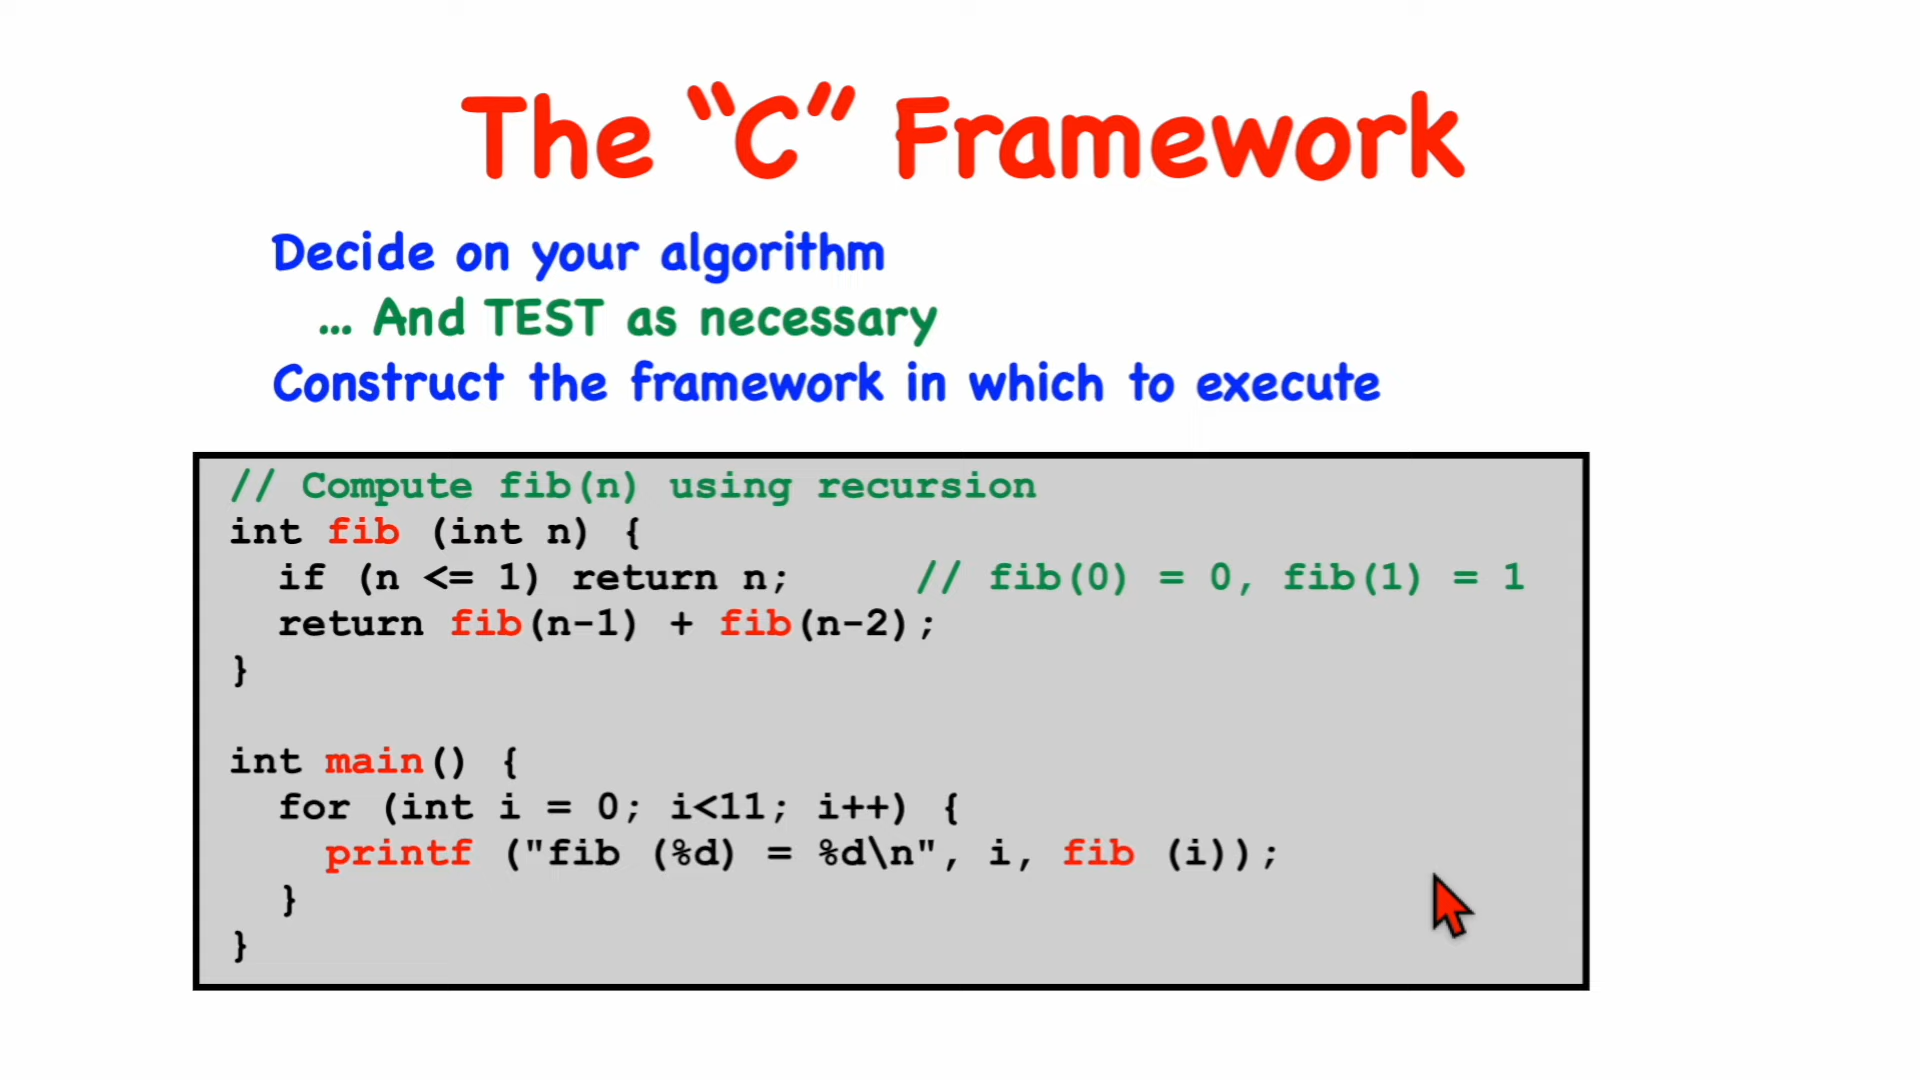 The “C” Framework
Decide on your algorithm
... And TEST as necessary
Construct the framework in which to execute
// Compute fib(n) using recursion
int fib (int n) {
  if (n <= 1) return n;     // fib(0) = 0, fib(1) = 1
  return fib(n-1) + fib(n-2);
}
int main() {
  for (int i = 0; i<11; i++) {
    printf ("fib (%d) = %d\n", i, fib (i));
  }
}